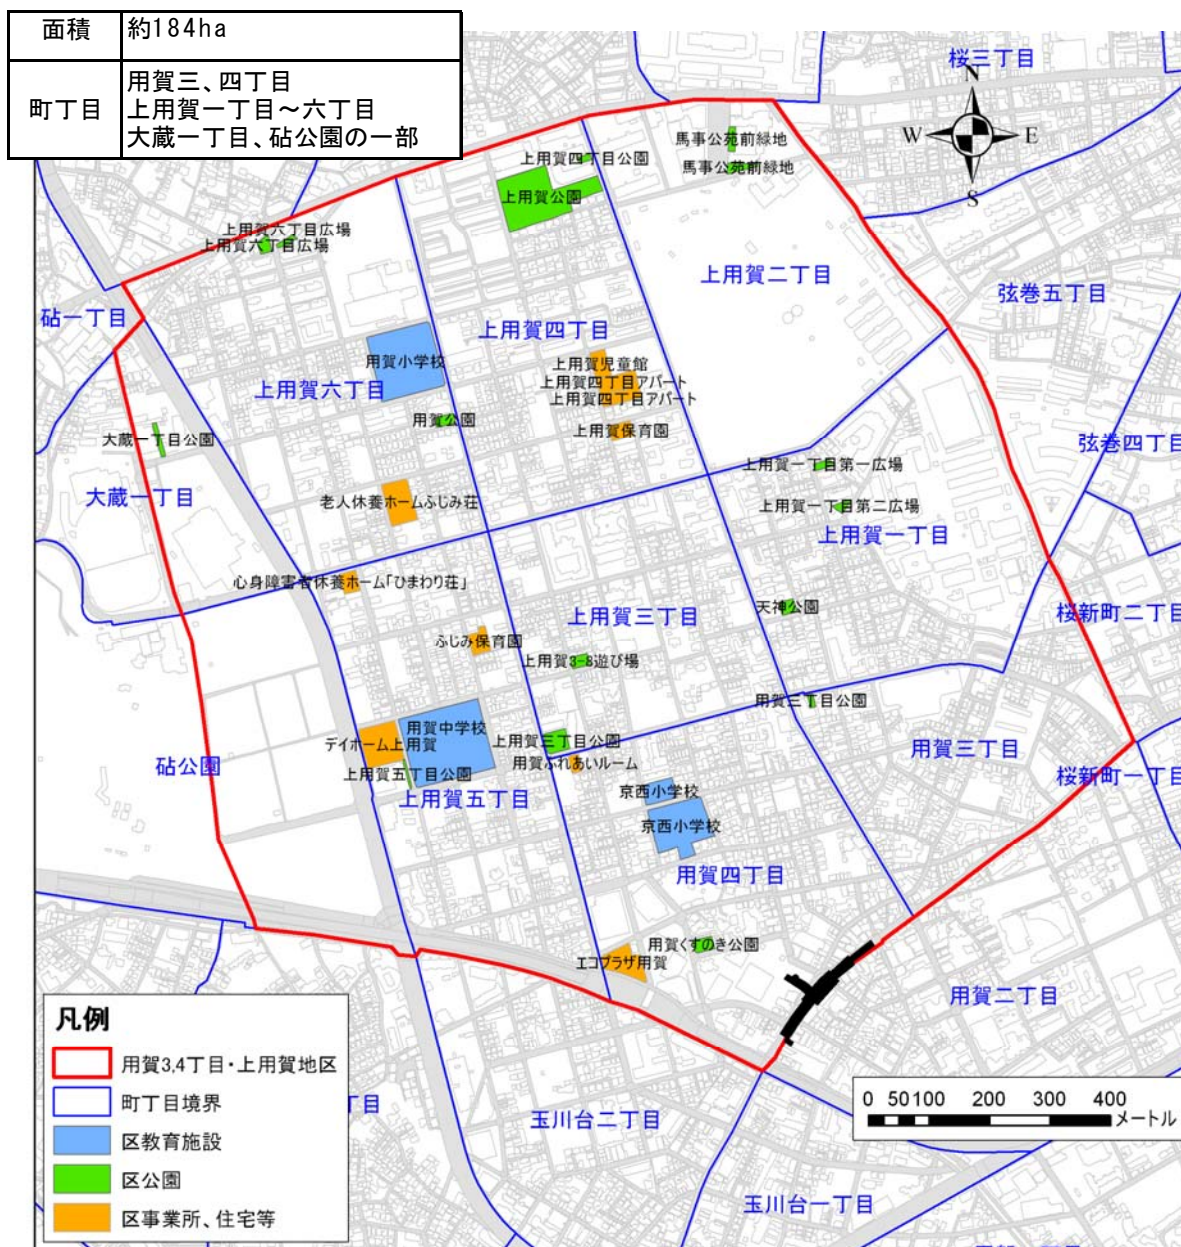 面積 約184ha
町丁目 用賀三、四丁目
上用賀一丁目～六丁目
大蔵一丁目、砧公園の一部
桜三丁目
N
W E
S
馬事公苑前緑地
馬事公苑前緑地
上用賀四丁目公園
上用賀公園
上用賀六丁目広場
上用賀六丁目広場
上用賀二丁目
弦巻五丁目
砧一丁目
上用賀四丁目
用賀小学校
上用賀児童館
上用賀六丁目
上用賀四丁目アパート
上用賀四丁目アパート
用賀公園
上用賀保育園
大蔵一丁目公園
弦巻四丁目
上用賀一丁目第一広場
大蔵一丁目
老人休養ホームふじみ荘
上用賀一丁目第二広場
上用賀一丁目
心身障害者休養ホーム「ひまわり荘」
天神公園
上用賀三丁目
桜新町二丁目
ふじみ保育園
上用賀3-8遊び場
用賀三丁目公園
用賀中学校
デイホーム上用賀
上用賀三丁目公園
用賀三丁目
砧公園
用賀ふれあいルーム
上用賀五丁目公園
桜新町一丁目
上用賀五丁目
京西小学校
京西小学校
用賀四丁目
用賀くすのき公園
エコプラザ用賀
用賀二丁目
凡例
用賀3,4丁目・上用賀地区
町丁目境界
区教育施設
区公園
区事業所、住宅等
丁目
0 50 100 200 300 400
メートル
玉川台二丁目
玉川台一丁目